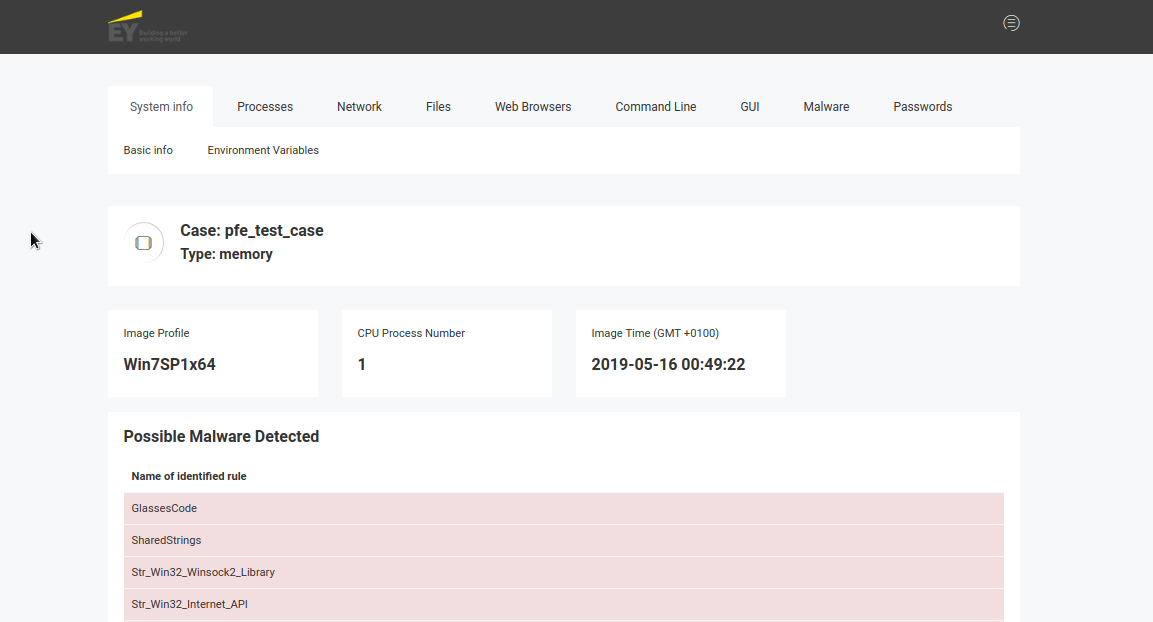 EY Building a better
working world
System info Processes Network Files Web Browsers Command Line GUI Malware Passwords
Basic info Environment Variables
Case: pfe_test_case
Type: memory
Image Profile CPU Process Number Image Time (GMT +0100)
Win7SP1x64 1 2019-05-16 00:49:22
Possible Malware Detected
Name of identified rule
GlassesCode
SharedStrings
Str_Win32_Winsock2_Library
Str_Win32_Internet_API